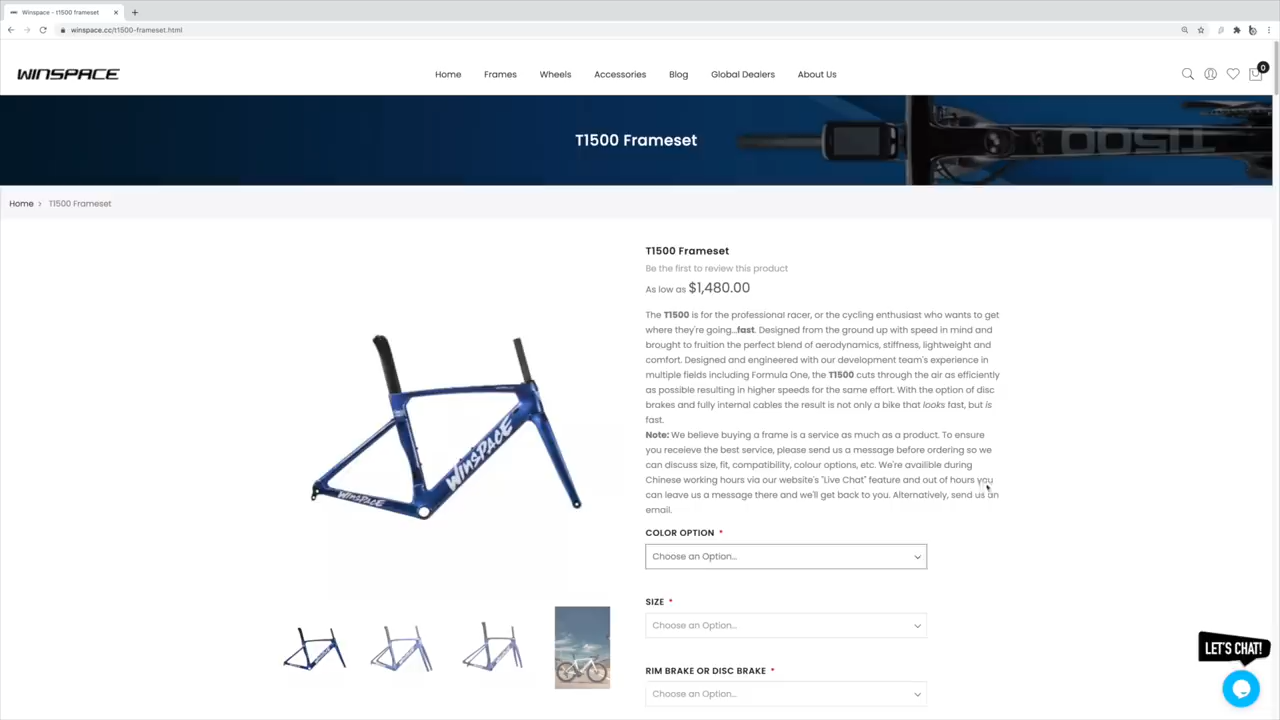 Winspace - t1500 frameset
winspace.cc/t1500-frameset.html
WINSPACE
Home
Frames
Wheels
Accessories
Blog
Global Dealers
About Us
0
T1500 Frameset
T1500
Home > T1500 Frameset
T1500 Frameset
Be the first to review this product
As low as $1,480.00
The T1500 is for the professional racer, or the cycling enthusiast who wants to get
where they're going...fast. Designed from the ground up with speed in mind and
brought to fruition the perfect blend of aerodynamics, stiffness, lightweight and
comfort. Designed and engineered with our development team's experience in
multiple fields including Formula One, the T1500 cuts through the air as efficiently
as possible resulting in higher speeds for the same effort. With the option of disc
brakes and fully internal cables the result is not only a bike that looks fast, but is
fast.
Note: We believe buying a frame is a service as much as a product. To ensure
you receieve the best service, please send us a message before ordering so we
can discuss size, fit, compatibility, colour options, etc. We're availible during
Chinese working hours via our website's "Live Chat" feature and out of hours you
can leave us a message there and we'll get back to you. Alternatively, send us an
email.
WINSPACE
WINSPACE
COLOR OPTION *
Choose an Option...
SIZE *
Choose an Option...
RIM BRAKE OR DISC BRAKE *
Choose an Option...
LET'S CHAT!